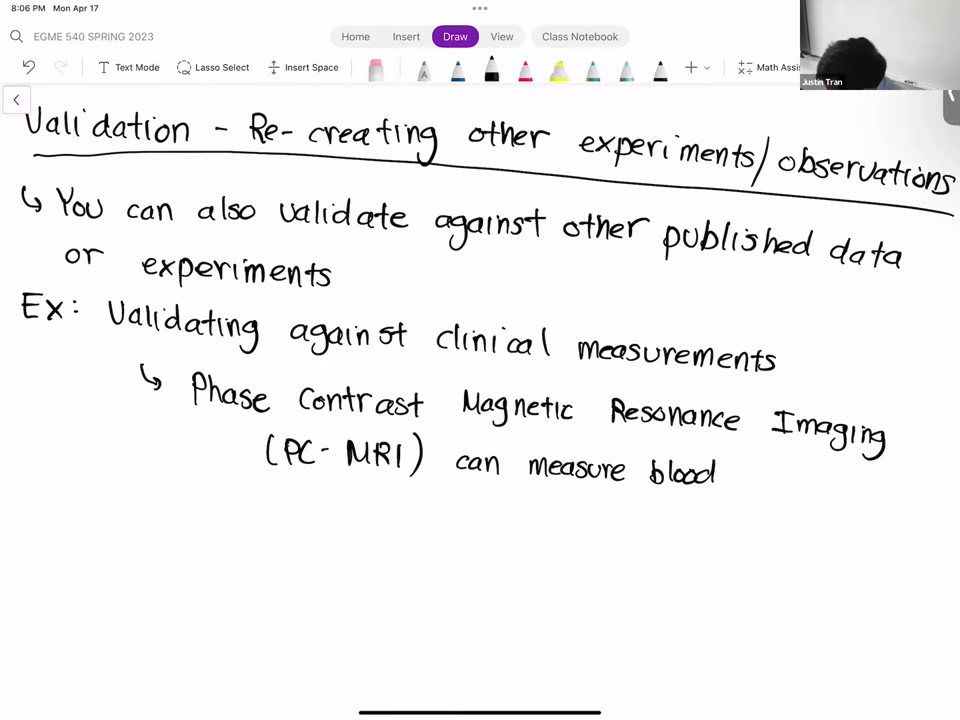 8:06 PM Mon Apr 17
EGME 540 SPRING 2023
Home Insert Draw View Class Notebook
Text Mode Lasso Select Insert Space Math Assis
Justin Tran
Validation - Re-creating other experiments/observations
↳ You can also validate against other published data
or experiments
Ex: Validating against clinical measurements
↳ Phase Contrast Magnetic Resonance Imaging
(PC-MRI) can measure blood